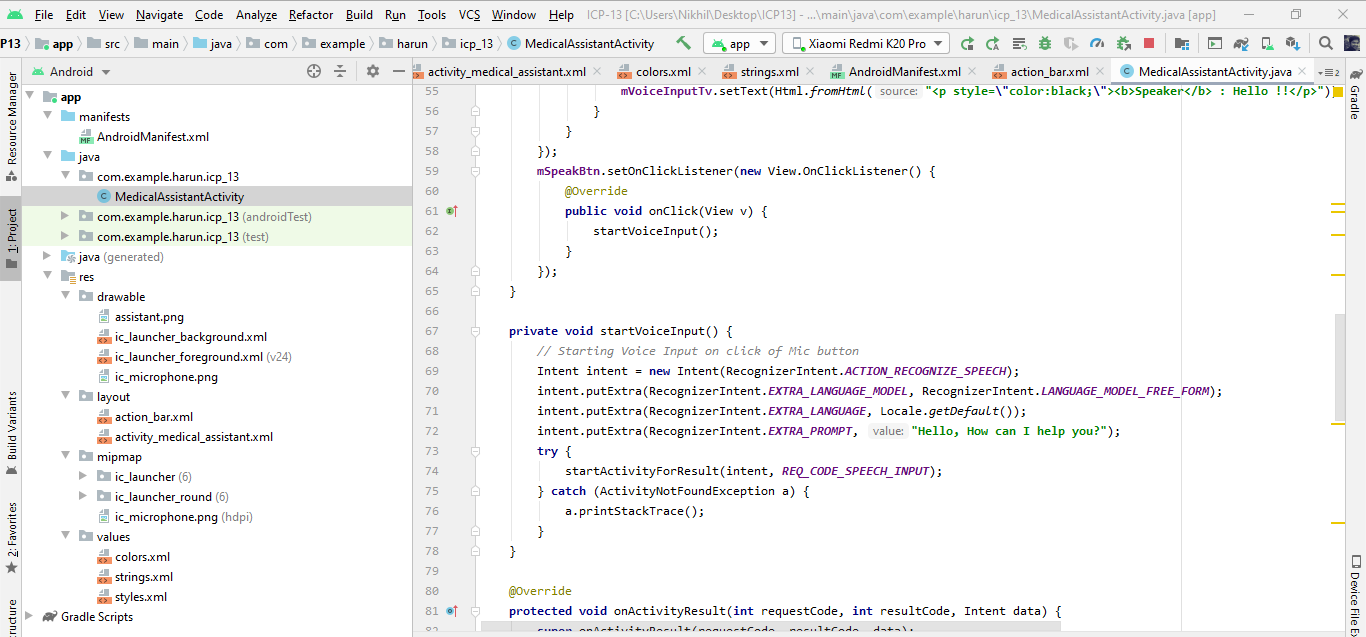 File Edit View Navigate Code Analyze Refactor Build Run Tools VCS Window Help ICP-13 [C:\Users\Nikhil\Desktop\ICP13] - ...\main\java\com\example\harun\icp_13\MedicalAssistantActivity.java [app]
P13 app src main java com example harun icp_13 MedicalAssistantActivity app Xiaomi Redmi K20 Pro
Android
activity_medical_assistant.xml colors.xml strings.xml AndroidManifest.xml action_bar.xml MedicalAssistantActivity.java 2
Resource Manager
1: Project
Build Variants
2: Favorites
ructure
app
manifests
AndroidManifest.xml
java
com.example.harun.icp_13
MedicalAssistantActivity
com.example.harun.icp_13 (androidTest)
com.example.harun.icp_13 (test)
java (generated)
res
drawable
assistant.png
ic_launcher_background.xml
ic_launcher_foreground.xml (v24)
ic_microphone.png
layout
action_bar.xml
activity_medical_assistant.xml
mipmap
ic_launcher (6)
ic_launcher_round (6)
ic_microphone.png (hdpi)
values
colors.xml
strings.xml
styles.xml
Gradle Scripts
55 mVoiceInputTv.setText(Html.fromHtml( source: "<p style=\"color:black;\"><b>Speaker</b> : Hello !!</p>")
56 }
57 }
58 });
59 mSpeakBtn.setOnClickListener(new View.OnClickListener() {
60 @Override
61 public void onClick(View v) {
62 startVoiceInput();
63 }
64 });
65 }
66
67 private void startVoiceInput() {
68 // Starting Voice Input on click of Mic button
69 Intent intent = new Intent(RecognizerIntent.ACTION_RECOGNIZE_SPEECH);
70 intent.putExtra(RecognizerIntent.EXTRA_LANGUAGE_MODEL, RecognizerIntent.LANGUAGE_MODEL_FREE_FORM);
71 intent.putExtra(RecognizerIntent.EXTRA_LANGUAGE, Locale.getDefault());
72 intent.putExtra(RecognizerIntent.EXTRA_PROMPT, value: "Hello, How can I help you?");
73 try {
74 startActivityForResult(intent, REQ_CODE_SPEECH_INPUT);
75 } catch (ActivityNotFoundException a) {
76 a.printStackTrace();
77 }
78 }
79
80 @Override
81 protected void onActivityResult(int requestCode, int resultCode, Intent data) {
82 super.onActivityResult(requestCode, resultCode, data);
Gradle
Device File Ex